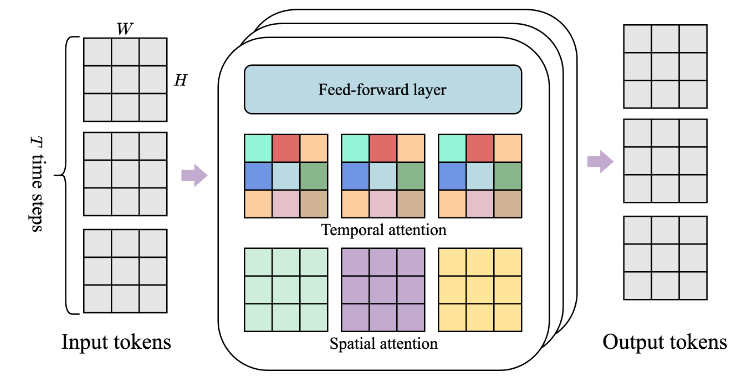 W
H
T time steps
Input tokens
Feed-forward layer
Temporal attention
Spatial attention
Output tokens